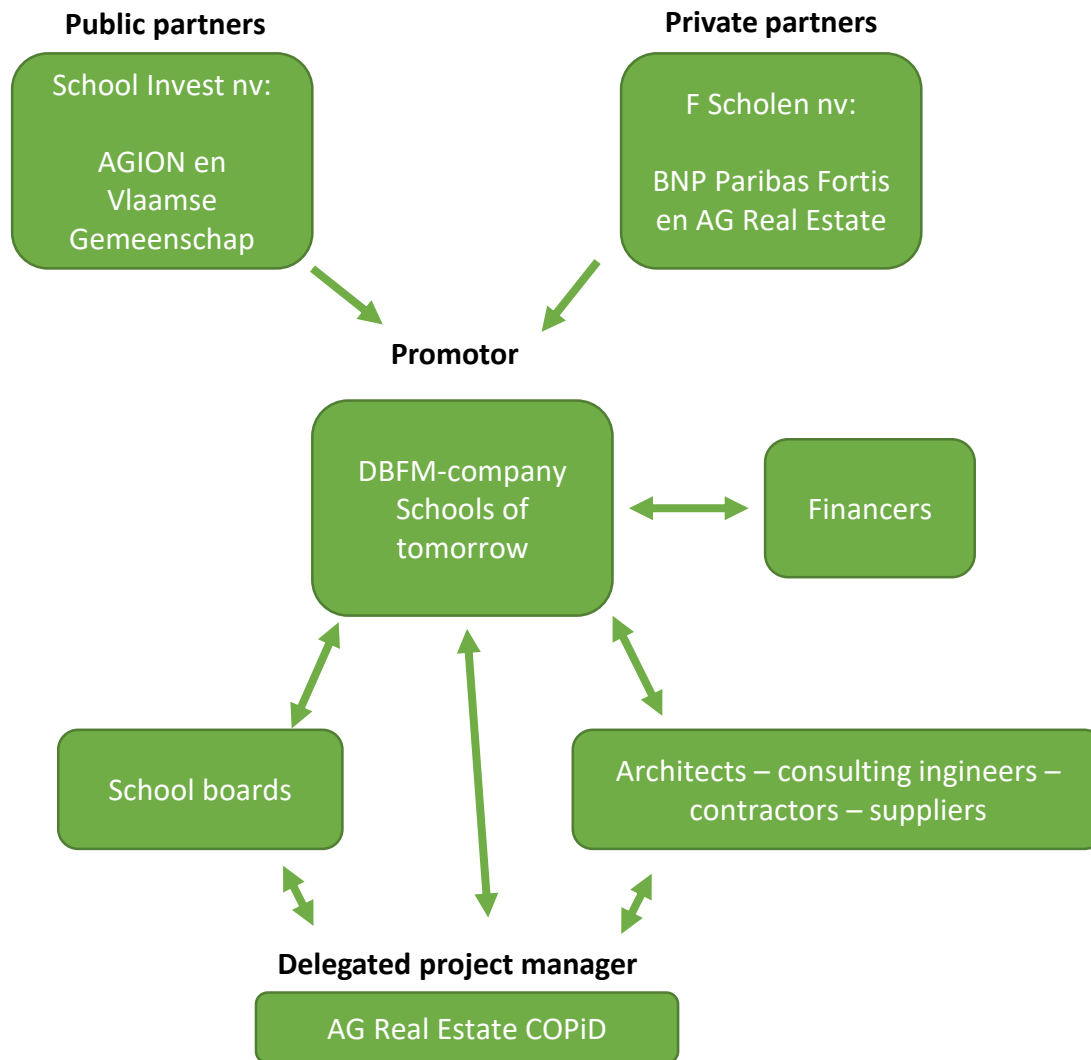 Public partners
School Invest nv:
AGION en
Vlaamse
Gemeenschap
Private partners
F Scholen nv:
BNP Paribas Fortis
en AG Real Estate
Promotor
DBFM-company
Schools of
tomorrow
Financers
School boards
Architects – consulting ingineers –
contractors – suppliers
Delegated project manager
AG Real Estate COPiD